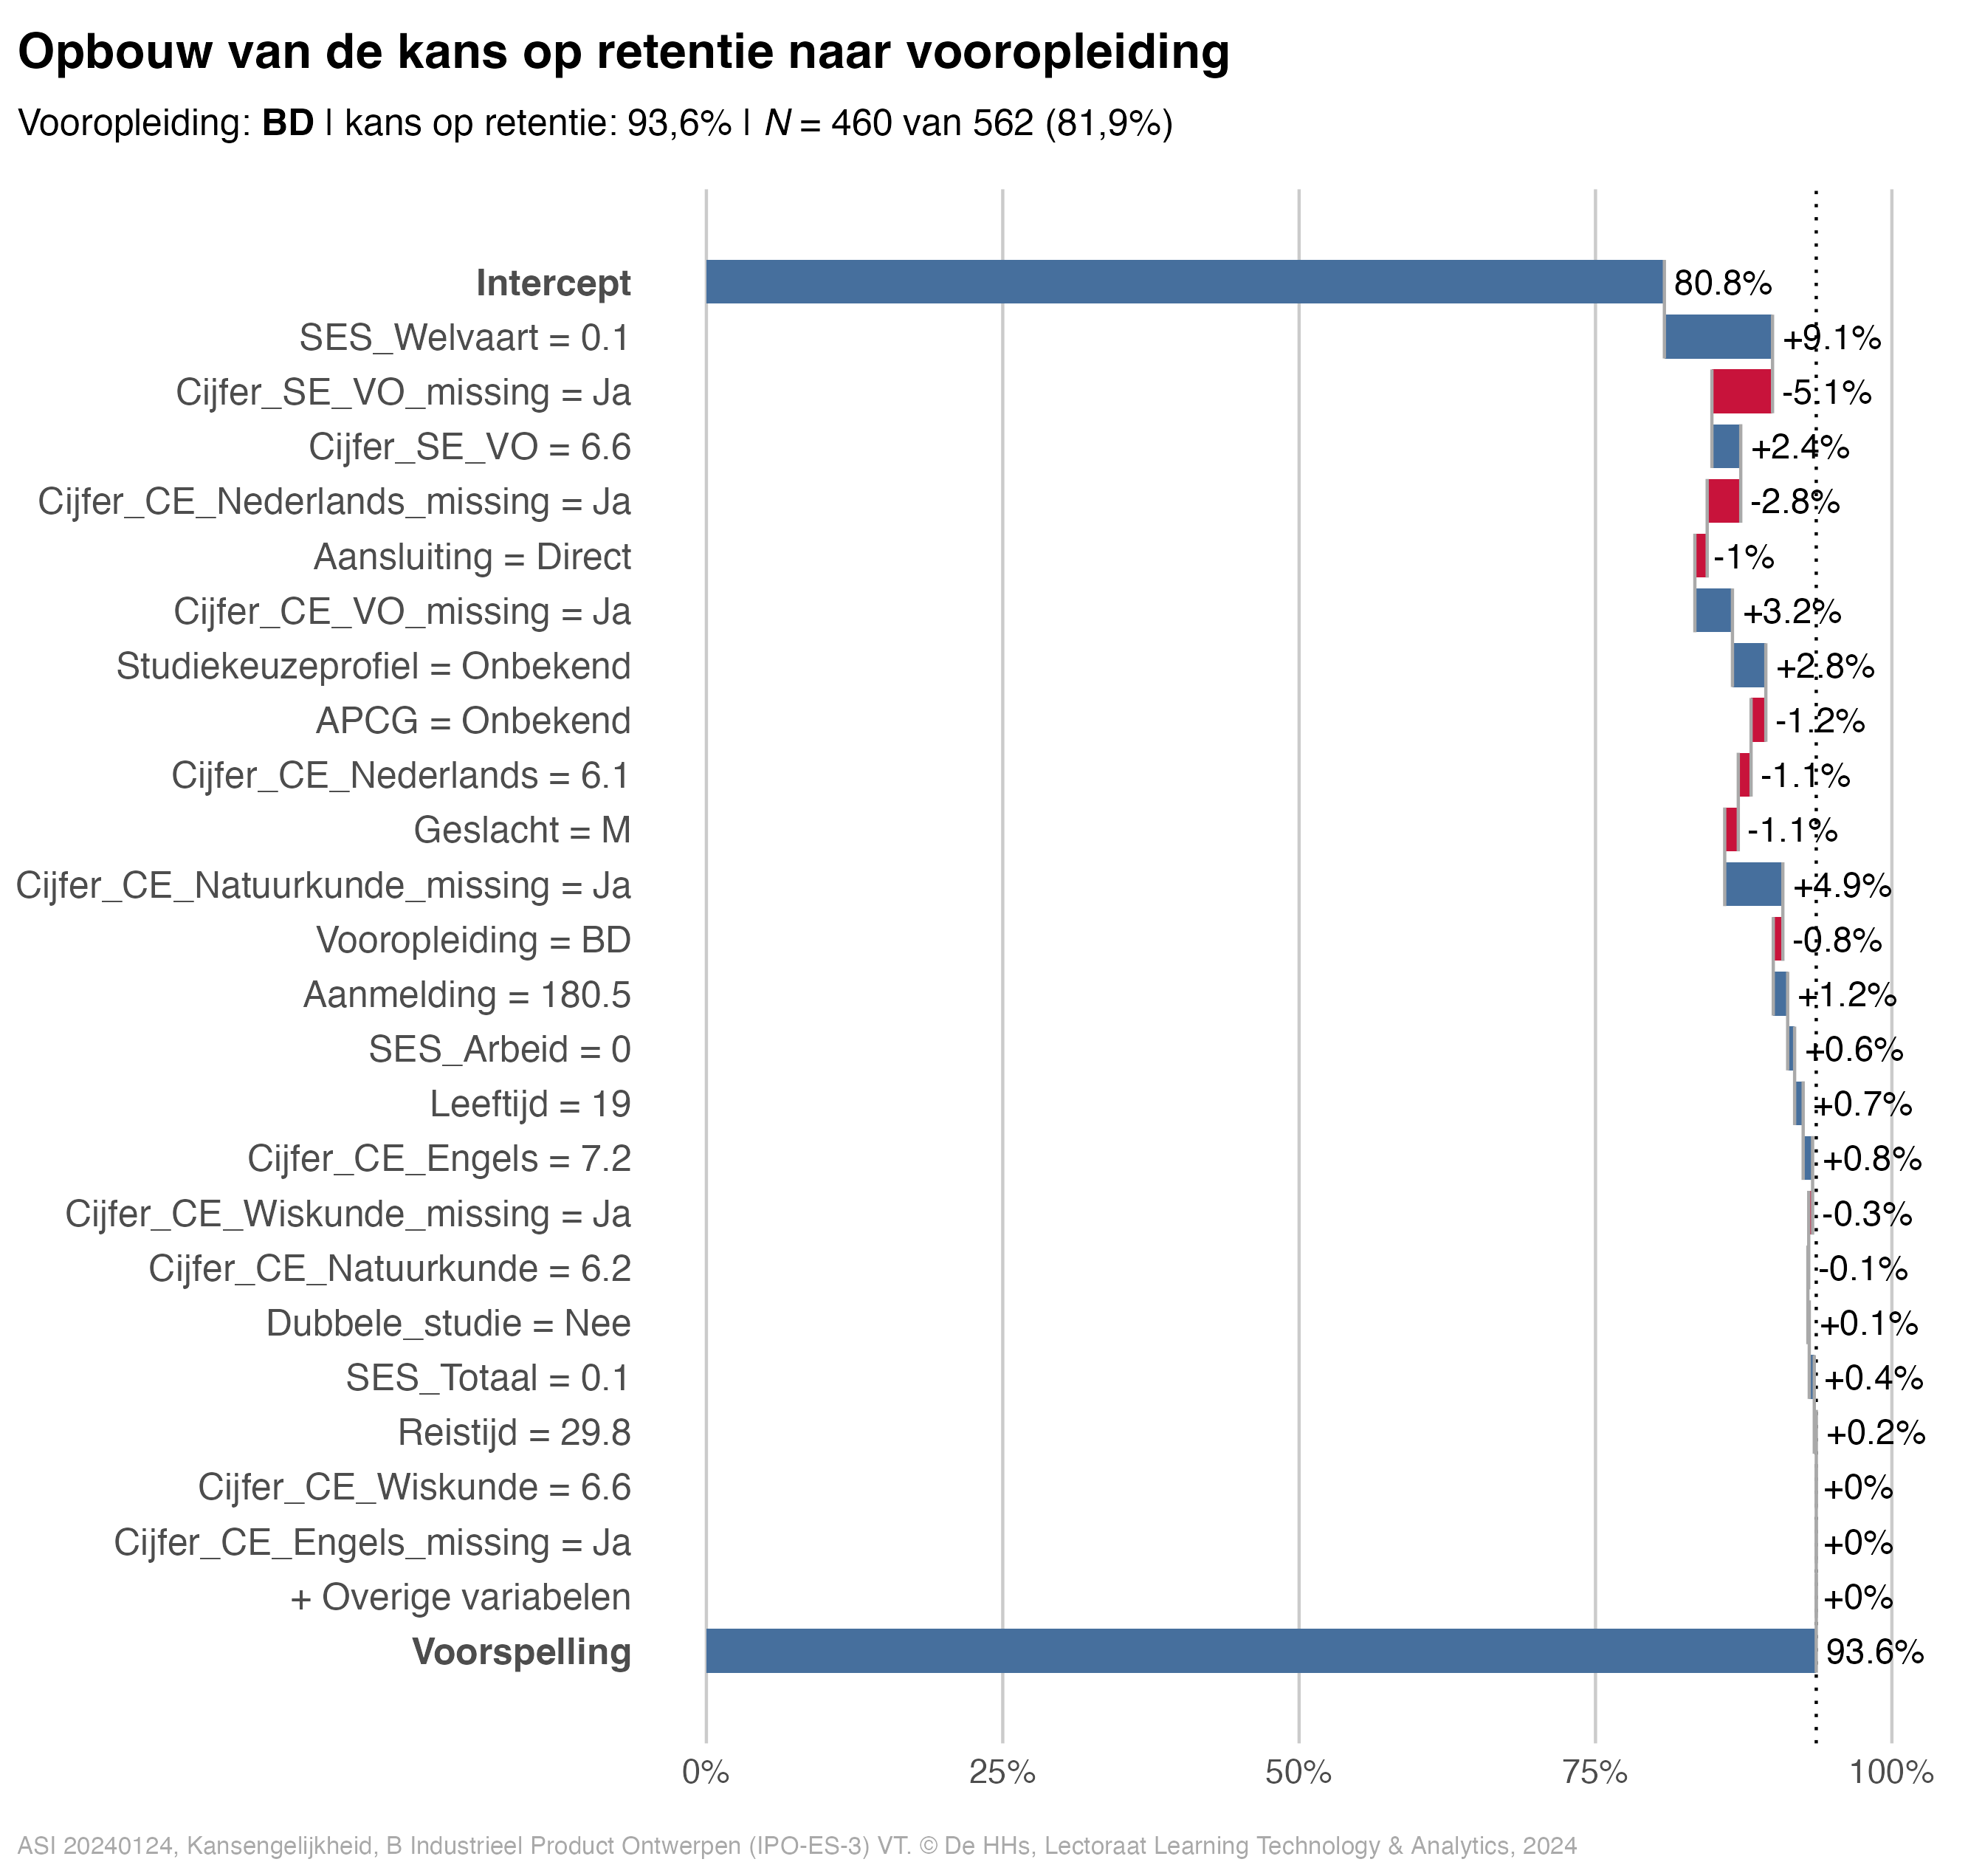 Opbouw van de kans op retentie naar vooropleiding
Vooropleiding: BD | kans op retentie: 93,6% | N = 460 van 562 (81,9%)
Intercept 80.8%
SES_Welvaart = 0.1 +9.1%
Cijfer_SE_VO_missing = Ja -5.1%
Cijfer_SE_VO = 6.6 +2.4%
Cijfer_CE_Nederlands_missing = Ja -2.8%
Aansluiting = Direct -1%
Cijfer_CE_VO_missing = Ja +3.2%
Studiekeuzeprofiel = Onbekend +2.8%
APCG = Onbekend -1.2%
Cijfer_CE_Nederlands = 6.1 -1.1%
Geslacht = M -1.1%
Cijfer_CE_Natuurkunde_missing = Ja +4.9%
Vooropleiding = BD -0.8%
Aanmelding = 180.5 +1.2%
SES_Arbeid = 0 +0.6%
Leeftijd = 19 +0.7%
Cijfer_CE_Engels = 7.2 +0.8%
Cijfer_CE_Wiskunde_missing = Ja -0.3%
Cijfer_CE_Natuurkunde = 6.2 -0.1%
Dubbele_studie = Nee +0.1%
SES_Totaal = 0.1 +0.4%
Reistijd = 29.8 +0.2%
Cijfer_CE_Wiskunde = 6.6 +0%
Cijfer_CE_Engels_missing = Ja +0%
+ Overige variabelen +0%
Voorspelling 93.6%
0% 25% 50% 75% 100%
ASI 20240124, Kansengelijkheid, B Industrieel Product Ontwerpen (IPO-ES-3) VT. © De HHs, Lectoraat Learning Technology & Analytics, 2024